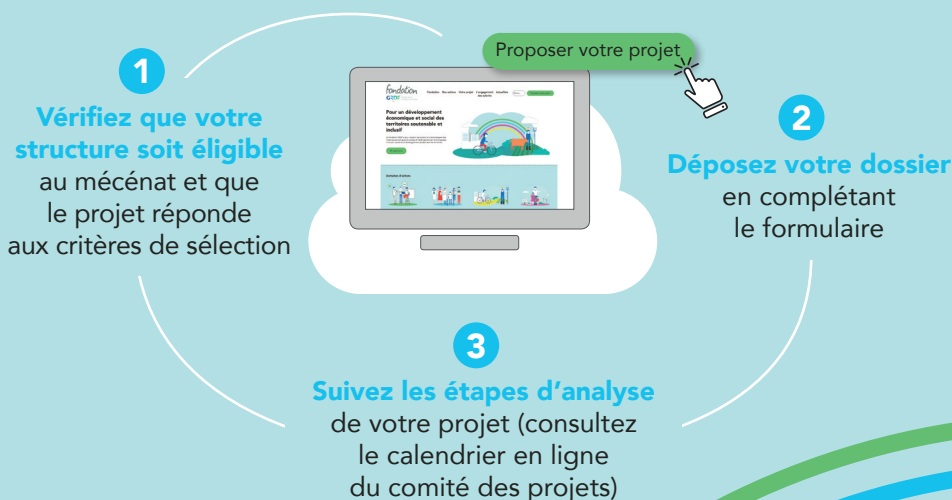 Proposer votre projet
1
Vérifiez que votre
structure soit éligible
au mécénat et que
le projet réponde
aux critères de sélection
fondation
GRDF
Pour un développement
économique et social des
territoires soutenable et
inclusif
2
Déposez votre dossier
en complétant
le formulaire
3
Suivez les étapes d’analyse
de votre projet (consultez
le calendrier en ligne
du comité des projets)